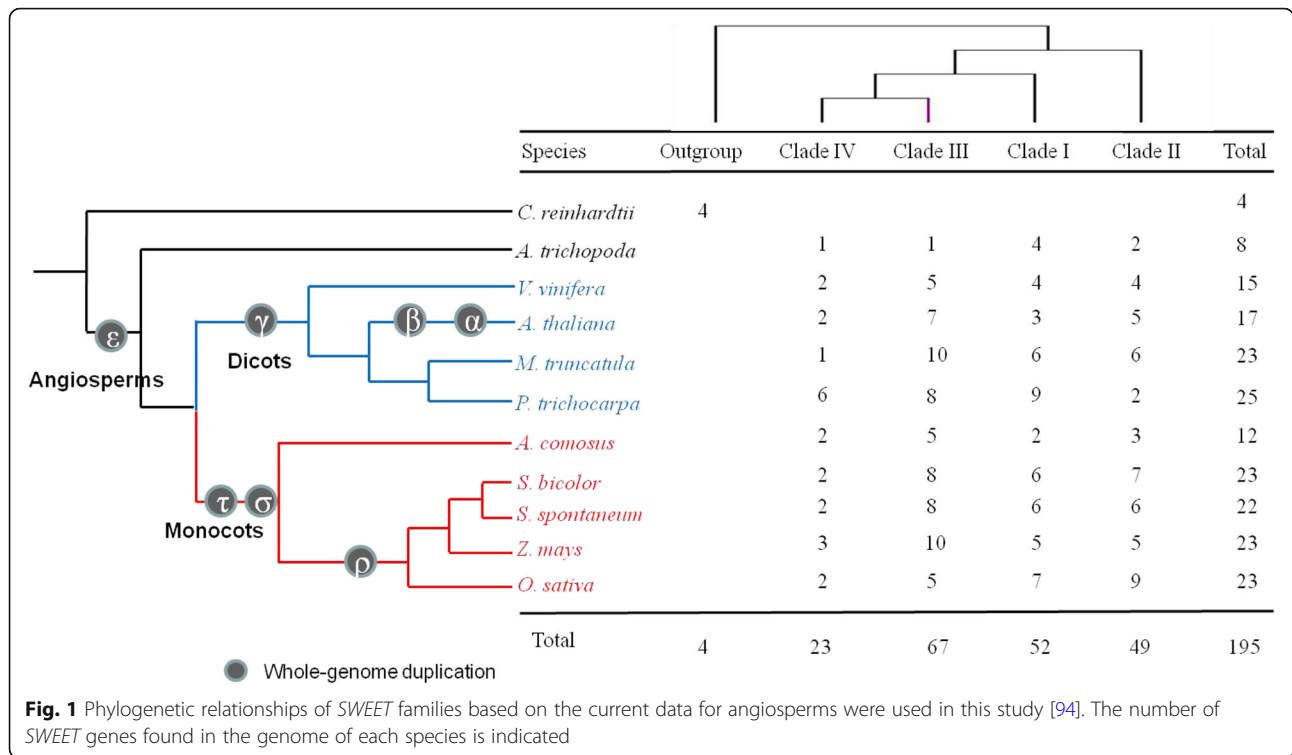 Species Outgroup Clade IV Clade III Clade I Clade II Total
C. reinhardtii 4 4
A. trichopoda 1 1 4 2 8
V. vinifera 2 5 4 4 15
γ β α A. thaliana 2 7 3 5 17
ε
Dicots M. truncatula 1 10 6 6 23
Angiosperms
P. trichocarpa 6 8 9 2 25
A. comosus 2 5 2 3 12
S. bicolor 2 8 6 7 23
τ σ
S. spontaneum 2 8 6 6 22
Monocots
Z. mays 3 10 5 5 23
ρ
O. sativa 2 5 7 9 23
Total 4 23 67 52 49 195
Whole-genome duplication
Fig. 1 Phylogenetic relationships of SWEET families based on the current data for angiosperms were used in this study [94]. The number of
SWEET genes found in the genome of each species is indicated